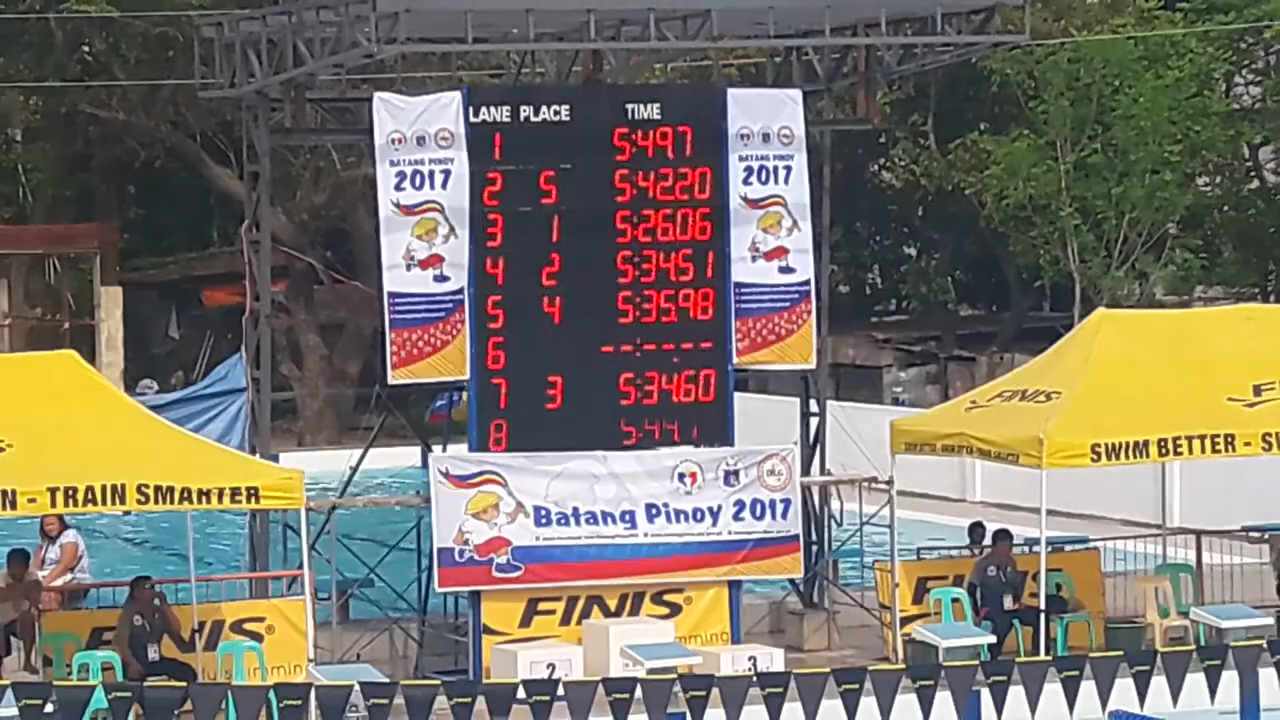 LANE PLACE TIME
1 5:49.7
2 5 5:42.20
3 1 5:26.06
4 2 5:34.51
5 4 5:35.98
6 --:--.--
7 3 5:34.60
8
BATANG PINOY
2017
BATANG PINOY
2017
Batang Pinoy 2017
FINIS
N - TRAIN SMARTER
FINIS
FINIS
SWIM BETTER - S
FINIS
2
3